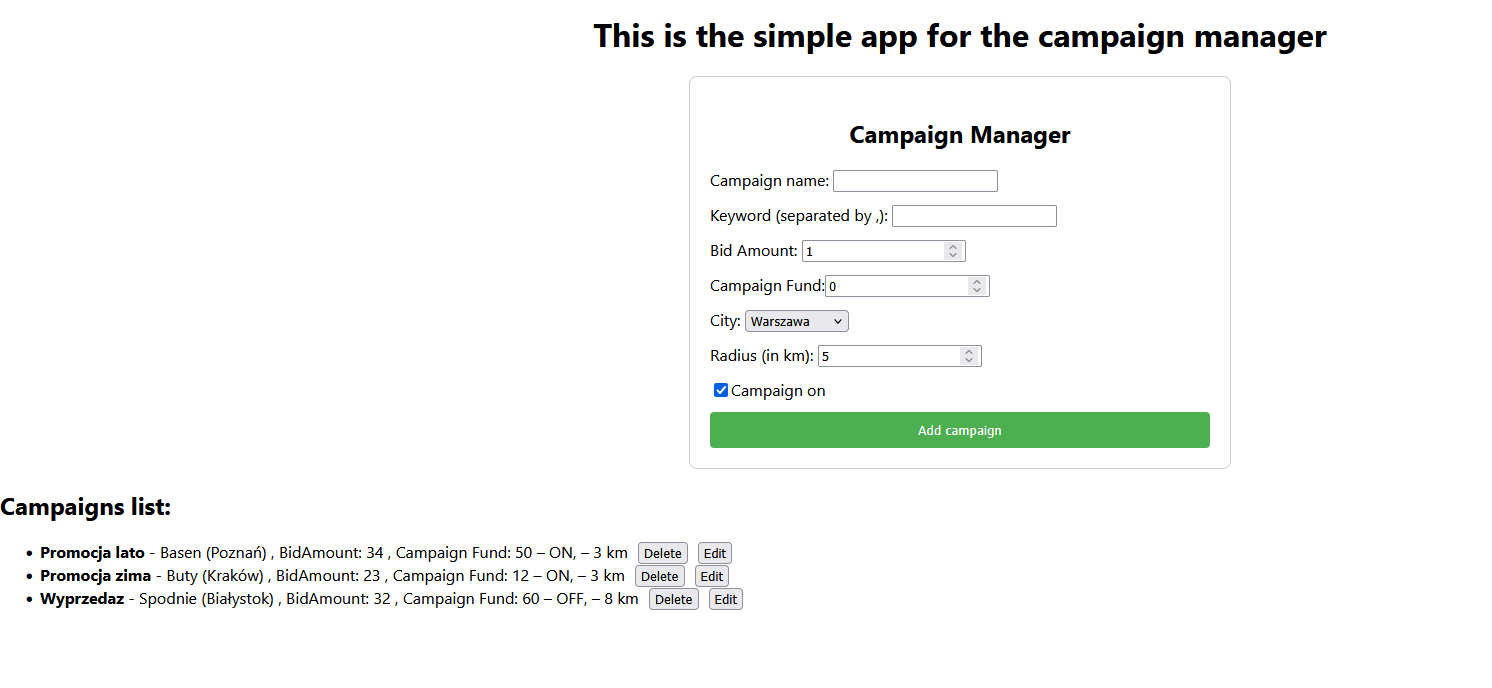 This is the simple app for the campaign manager
Campaign Manager
Campaign name:
Keyword (separated by ,):
Bid Amount: 1
Campaign Fund:0
City: Warszawa
Radius (in km): 5
Campaign on
Add campaign
Campaigns list:
• Promocja lato - Basen (Poznań) , BidAmount: 34 , Campaign Fund: 50 – ON, – 3 km Delete Edit
• Promocja zima - Buty (Kraków) , BidAmount: 23 , Campaign Fund: 12 – ON, – 3 km Delete Edit
• Wyprzedaz - Spodnie (Białystok) , BidAmount: 32 , Campaign Fund: 60 – OFF, – 8 km Delete Edit